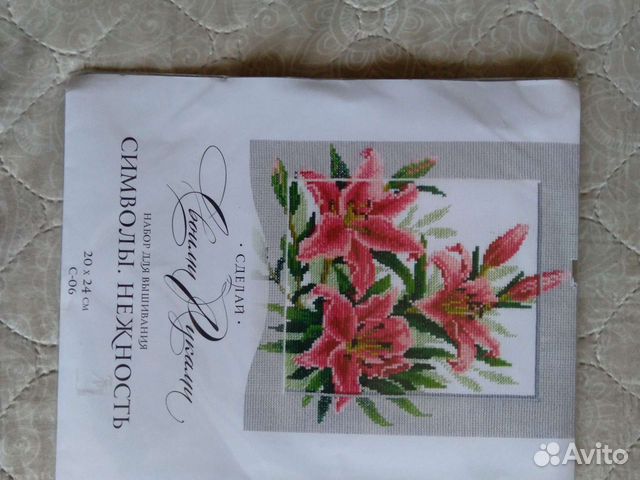 · СДЕЛАЙ ·
Своими Руками
НАБОР ДЛЯ ВЫШИВАНИЯ
СИМВОЛЫ. НЕЖНОСТЬ
20 х 24 см
С-06
Avito